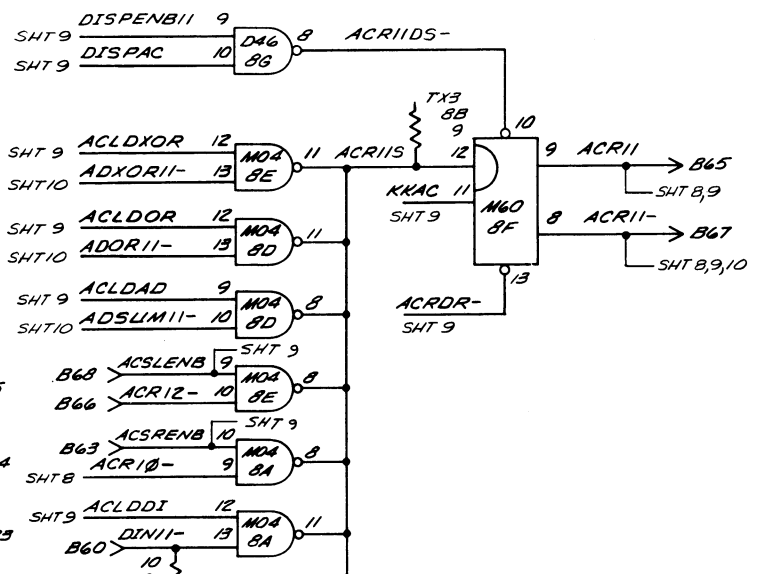 DISPENB11 9
SHT 9
D46 8 ACR11DS-
DISPAC 10
SHT 9
8G
10
TX3
8B
9
ACLDXOR 12
SHT 9
M04 11 ACR11S 12
ADXOR11- 13
SHT10
8E
9 ACR11
B65
SHT 8,9
KKAC 11
SHT 9
M60
8F
8 ACR11-
B67
SHT 8,9,10
13
ACRDR-
SHT 9
ACLDOR 12
SHT 9
M04 11
ADOR11- 13
SHT10
8D
ACLDAD 9
SHT 9
M04 8
ADSUM11- 10
SHT10
8D
SHT 9
B68 ACSLENB 9
M04 8
B66 ACR12- 10
8E
SHT 9
B63 ACSRENB 10
M04 8
SHT 8 ACR1Ø- 9
8A
SHT 9 ACLDDI 12
M04 11
B60 DIN11- 13
8A
10